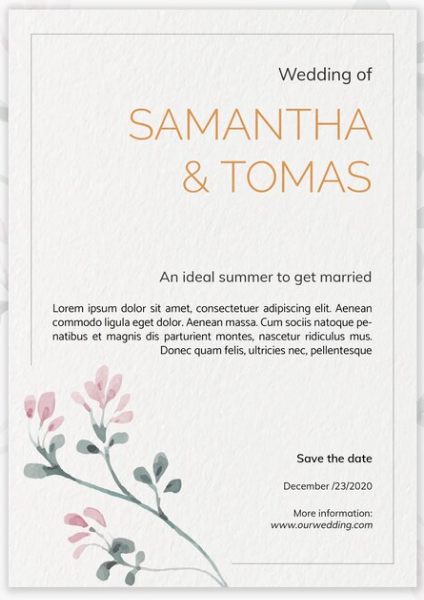 Wedding of
SAMANTHA
& TOMAS
An ideal summer to get married
Lorem ipsum dolor sit amet, consectetuer adipiscing elit. Aenean
commodo ligula eget dolor. Aenean massa. Cum sociis natoque pe-
natibus et magnis dis parturient montes, nascetur ridiculus mus.
Donec quam felis, ultricies nec, pellentesque
Save the date
December /23/2020
More information:
www.ourwedding.com